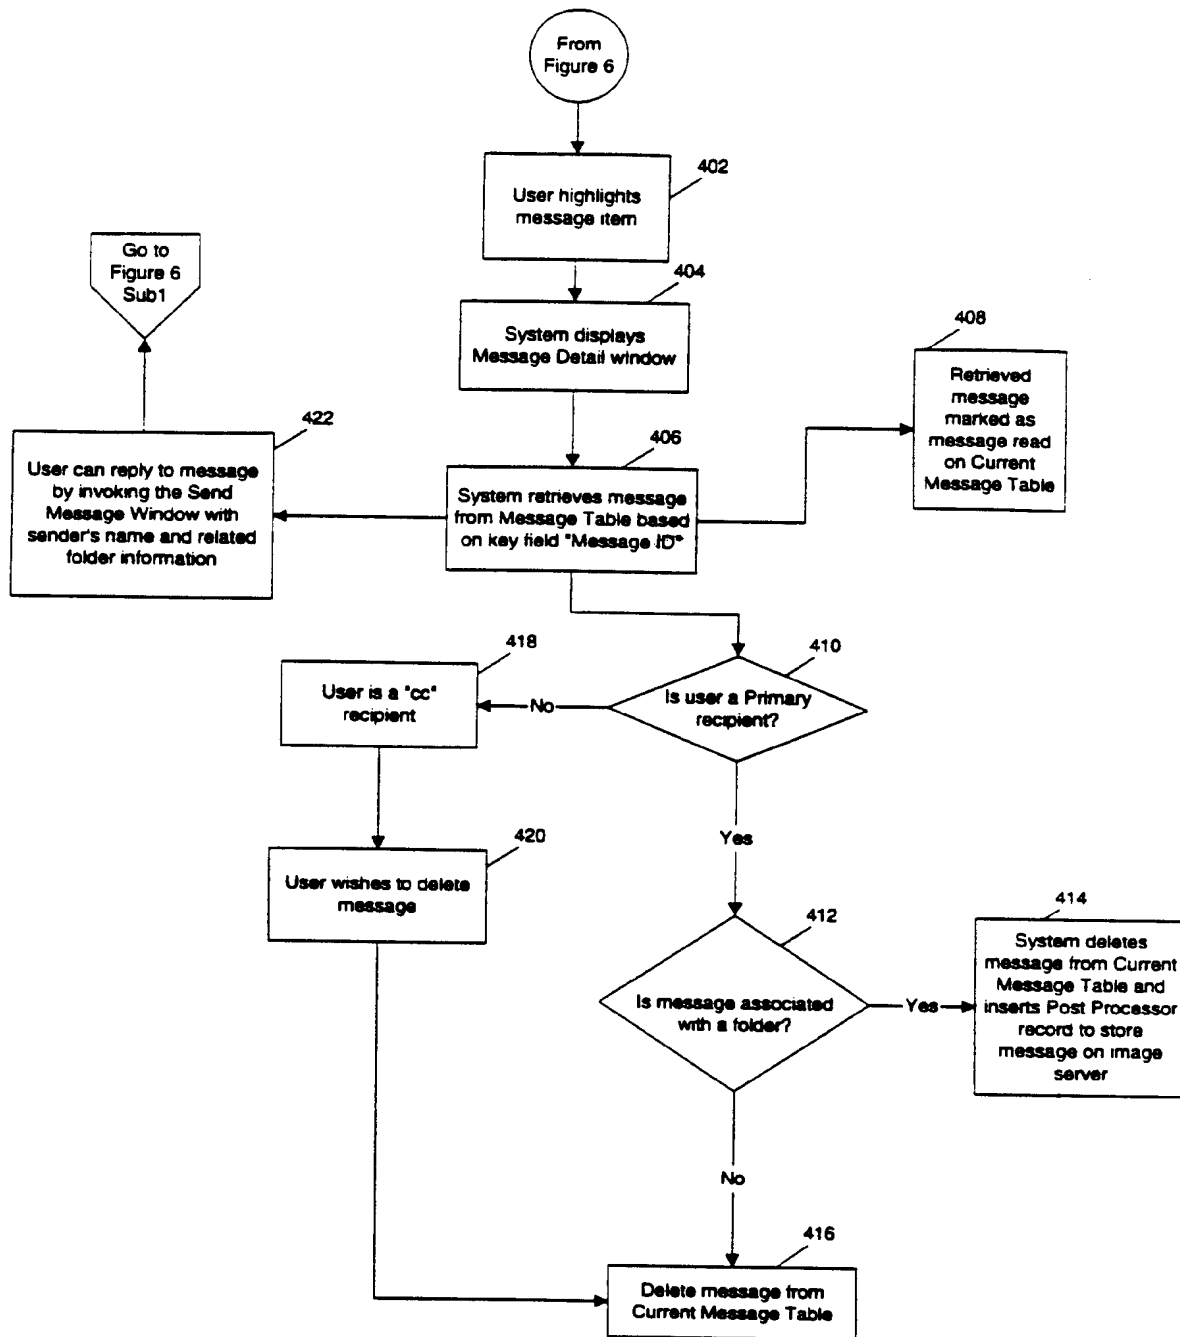 From
Figure 6
402
User highlights
message item
Go to
Figure 6
Sub1
404
System displays
Message Detail window
408
Retrieved
message
marked as
message read
on Current
Message Table
422
User can reply to message
by invoking the Send
Message Window with
sender's name and related
folder information
406
System retrieves message
from Message Table based
on key field "Message ID"
418
User is a "cc"
recipient
No
410
Is user a Primary
recipient?
Yes
420
User wishes to delete
message
412
Is message associated
with a folder?
Yes
414
System deletes
message from Current
Message Table and
inserts Post Processor
record to store
message on image
server
No
416
Delete message from
Current Message Table